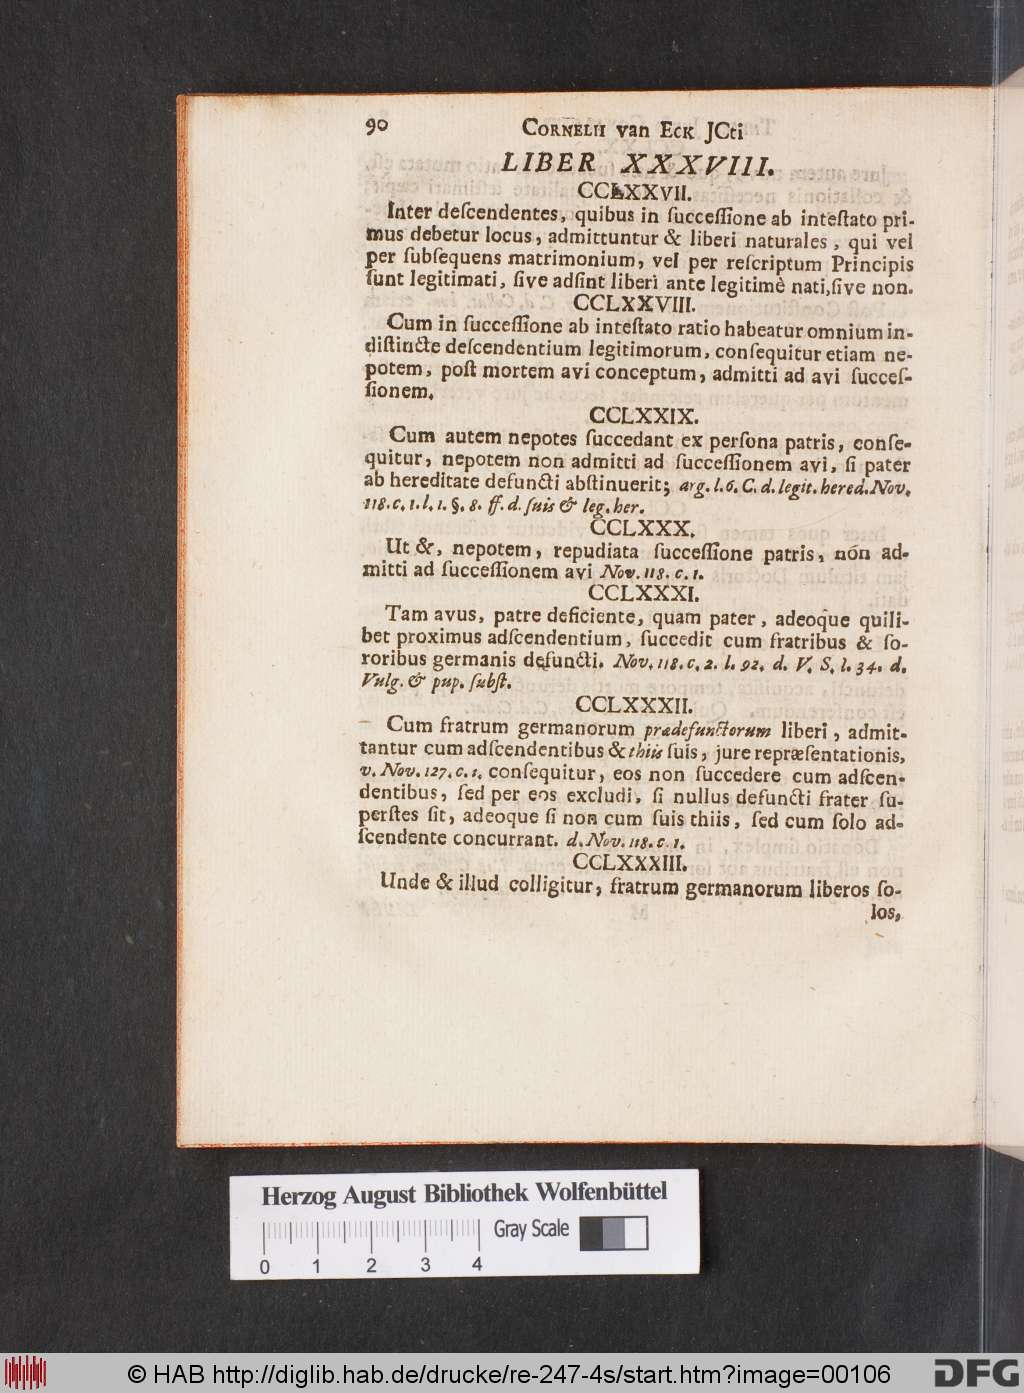 90 CORNELII van ECK JCti
LIBER XXXVIII.
CCLXXVII.
Inter deſcendentes, quibus in ſucceſſione ab inteſtato pri-
mus debetur locus, admittuntur & liberi naturales, qui vel
per ſubſequens matrimonium, vel per reſcriptum Principis
ſunt legitimati, ſive adſint liberi ante legitimè nati, ſive non.
CCLXXVIII.
Cum in ſucceſſione ab inteſtato ratio habeatur omnium in-
diſtincte deſcendentium legitimorum, conſequitur etiam ne-
potem, poſt mortem avi conceptum, admitti ad avi ſucceſ-
ſionem.
CCLXXIX.
Cum autem nepotes ſuccedant ex perſona patris, conſe-
quitur, nepotem non admitti ad ſucceſſionem avi, ſi pater
ab hereditate defuncti abſtinuerit; arg. l. 6. C. d. legit. hered. Nov.
118. c. 1. l. 1. §. 8. ff. d. ſuis & leg. her.
CCLXXX.
Ut &, nepotem, repudiata ſucceſſione patris, nón ad-
mitti ad ſucceſſionem avi Nov. 118. c. 1.
CCLXXXI.
Tam avus, patre deficiente, quam pater, adeoque quili-
bet proximus adſcendentium, ſuccedit cum fratribus & ſo-
roribus germanis defuncti. Nov. 118. c. 2. l. 92. d. V. S. l. 34. d.
Vulg. & pup. ſubſt.
CCLXXXII.
Cum fratrum germanorum prædefunctorum liberi, admit-
tantur cum adſcendentibus & thiis ſuis, jure repræſentationis,
v. Nov. 127. c. 1. conſequitur, eos non ſuccedere cum adſcen-
dentibus, ſed per eos excludi, ſi nullus defuncti frater ſu-
perſtes ſit, adeoque ſi non cum ſuis thiis, ſed cum ſolo ad-
ſcendente concurrant. d. Nov. 118. c. 1.
CCLXXXIII.
Unde & illud colligitur, fratrum germanorum liberos ſo-
los,
Herzog August Bibliothek Wolfenbüttel
Gray Scale
0 1 2 3 4
© HAB http://diglib.hab.de/drucke/re-247-4s/start.htm?image=00106
DFG